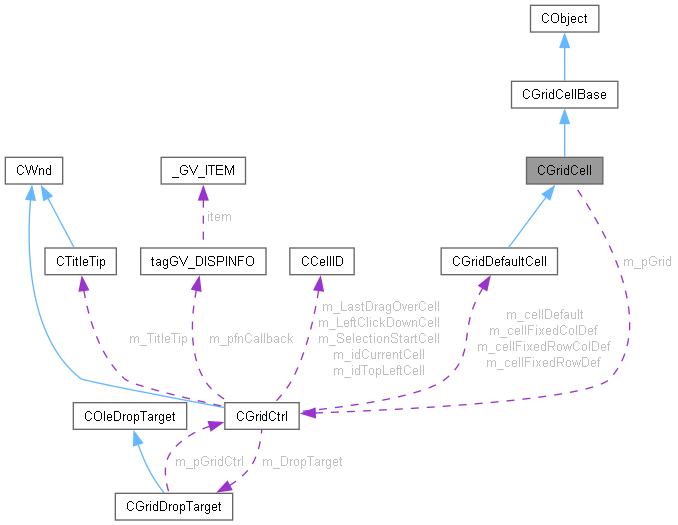 CObject
CGridCellBase
CWnd
_GV_ITEM
CGridCell
item
CTitleTip
tagGV_DISPINFO
CCellID
CGridDefaultCell
m_pGrid
m_TitleTip
m_pfnCallback
m_LastDragOverCell
m_LeftClickDownCell
m_SelectionStartCell
m_idCurrentCell
m_idTopLeftCell
m_cellDefault
m_cellFixedColDef
m_cellFixedRowColDef
m_cellFixedRowDef
COleDropTarget
CGridCtrl
m_pGridCtrl
m_DropTarget
CGridDropTarget